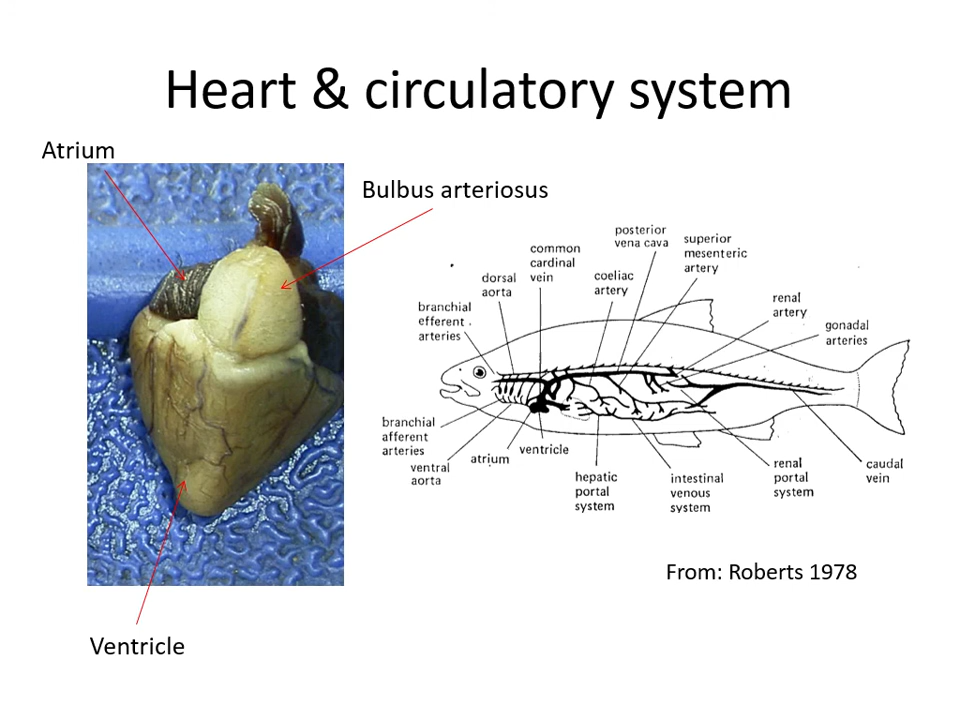 Heart & circulatory system
Atrium
Bulbus arteriosus
Ventricle
posterior
vena cava
superior
mesenteric
artery
common
cardinal
vein
coeliac
artery
dorsal
aorta
renal
artery
branchial
efferent
arteries
gonadal
arteries
branchial
afferent
arteries
ventral
aorta
atrium
ventricle
hepatic
portal
system
intestinal
venous
system
renal
portal
system
caudal
vein
From: Roberts 1978